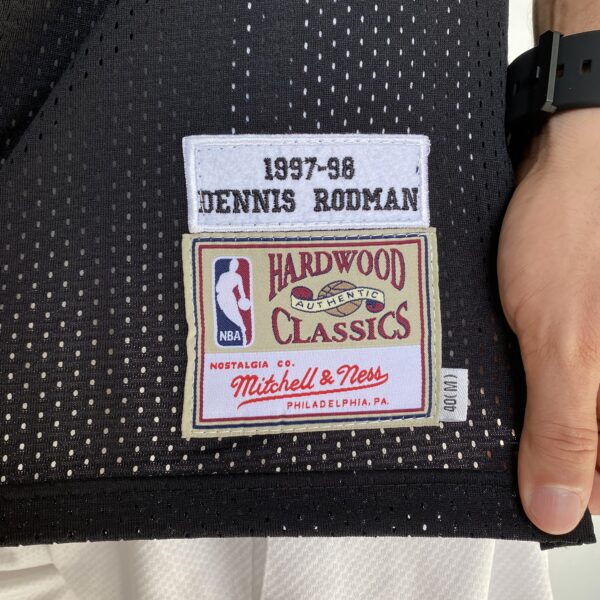 1997-98
DENNIS RODMAN
HARDWOOD
AUTHENTIC
CLASSICS
NBA
NOSTALGIA CO.
Mitchell & Ness
PHILADELPHIA, PA.
40(M)